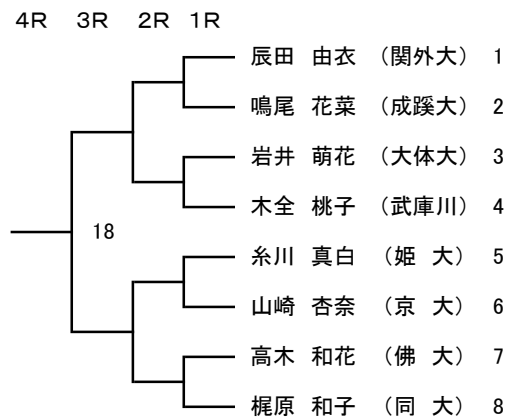 4R 3R 2R 1R
辰田 由衣 （関外大） 1
鳴尾 花菜 （成蹊大） 2
岩井 萌花 （大体大） 3
木全 桃子 （武庫川） 4
18
糸川 真白 （姫 大） 5
山崎 杏奈 （京 大） 6
高木 和花 （佛 大） 7
梶原 和子 （同 大） 8